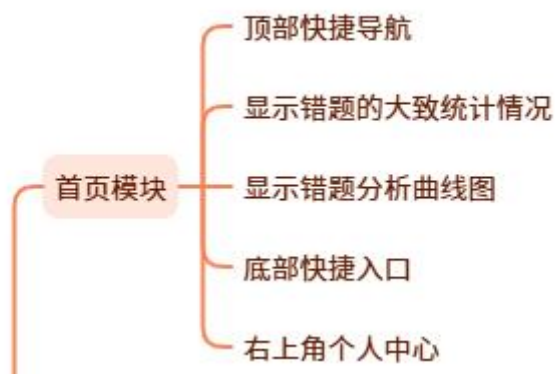 顶部快捷导航
显示错题的大致统计情况
首页模块
显示错题分析曲线图
底部快捷入口
右上角个人中心